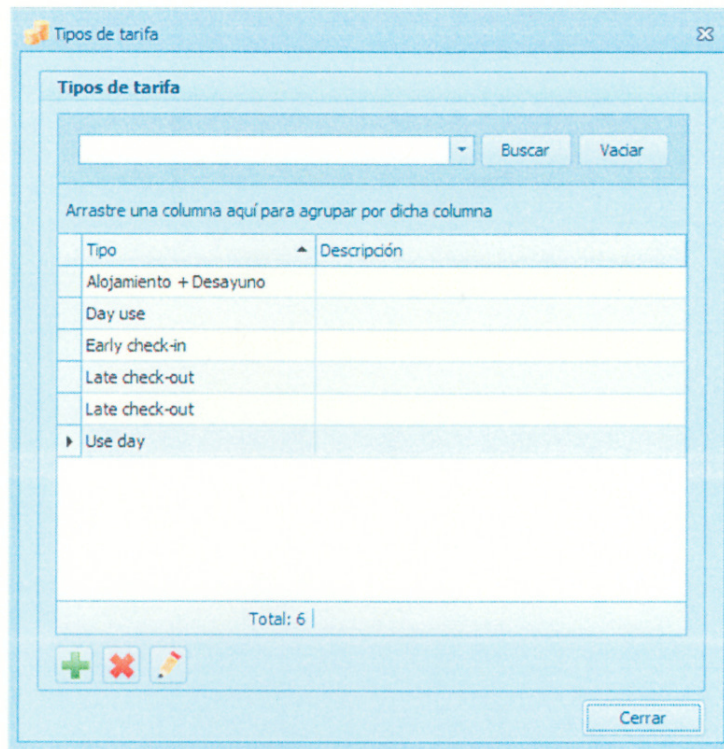 Tipos de tarifa
Tipos de tarifa
Buscar Vaciar
Arrastre una columna aquí para agrupar por dicha columna
Tipo Descripción
Alojamiento + Desayuno
Day use
Early check-in
Late check-out
Late check-out
Use day
Total: 6
Cerrar